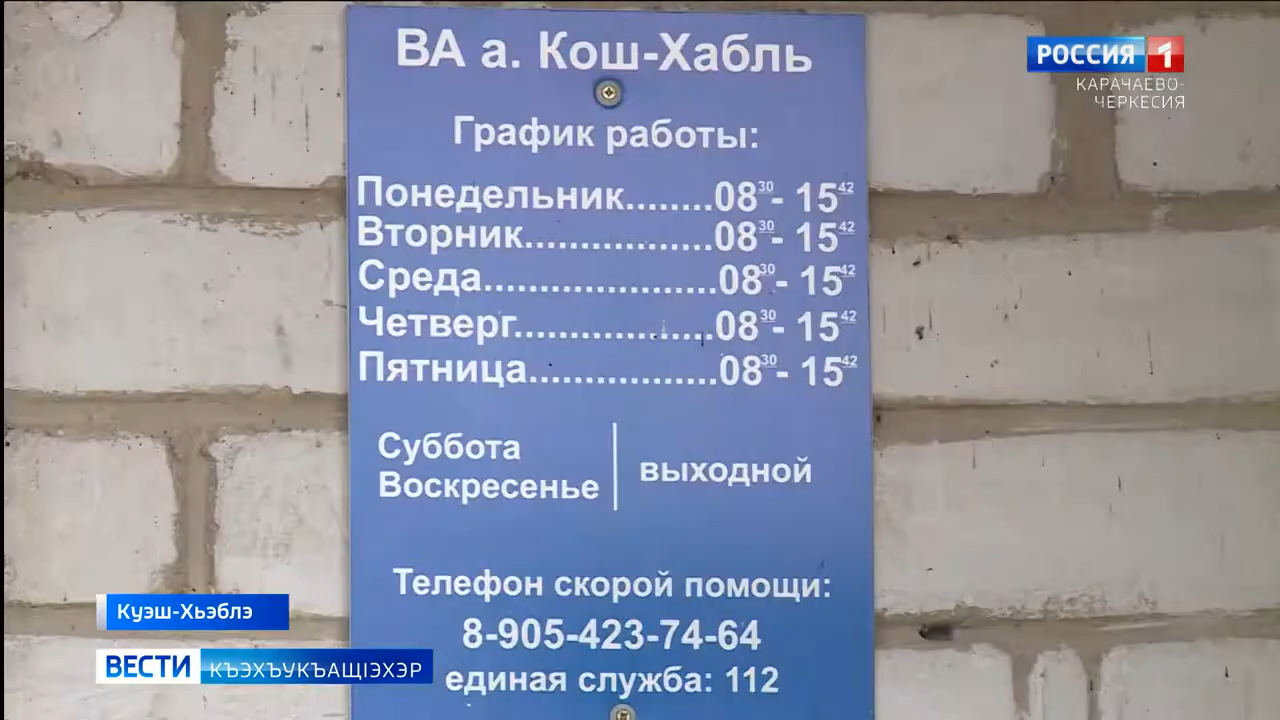 ВА а. Кош-Хабль
График работы:
Понедельник........08³⁰- 15⁴²
Вторник.................08³⁰- 15⁴²
Среда.....................08³⁰- 15⁴²
Четверг..................08³⁰- 15⁴²
Пятница.................08³⁰- 15⁴²
Суббота
Воскресенье
выходной
Телефон скорой помощи:
8-905-423-74-64
единая служба: 112
РОССИЯ 1
КАРАЧАЕВО-
ЧЕРКЕСИЯ
Куэш-Хьэблэ
ВЕСТИ КЪЭХЪУКЪАЩІЭХЭР